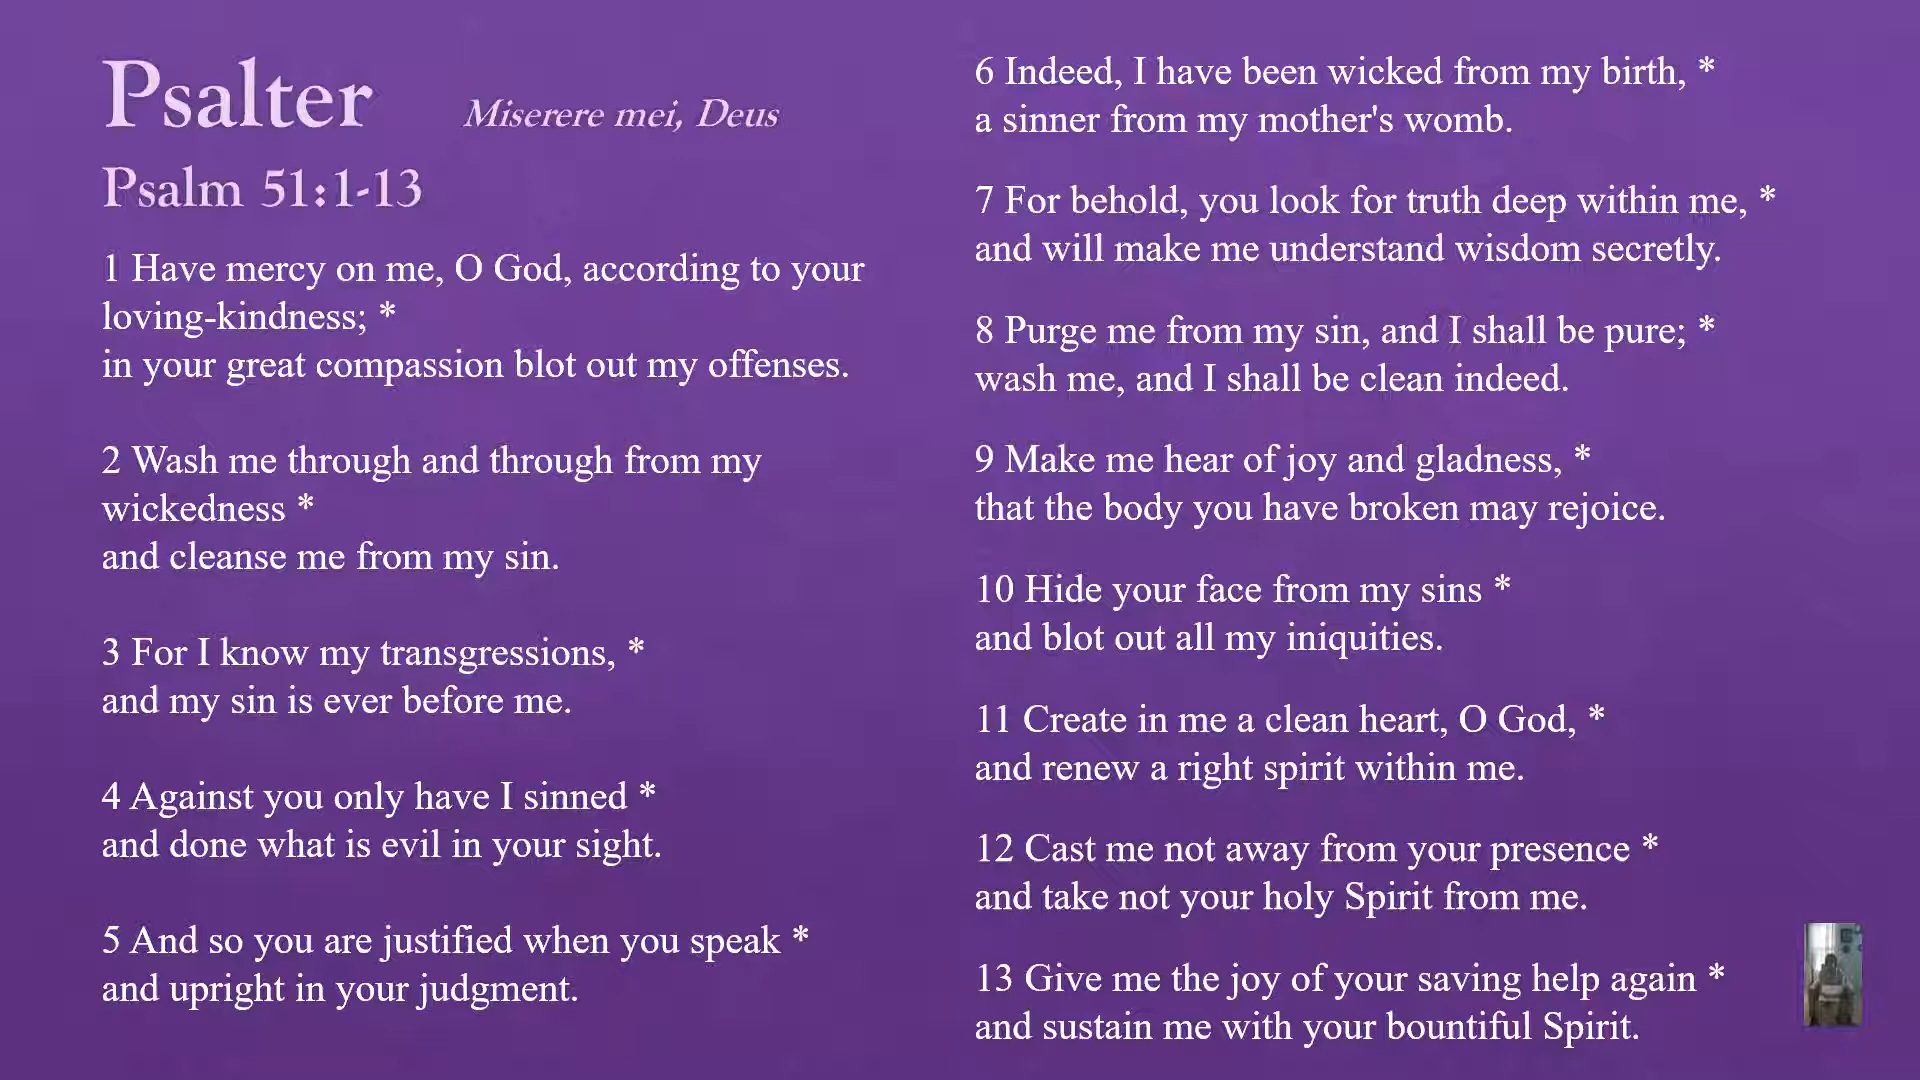 Psalter
Miserere mei, Deus
Psalm 51:1-13
1 Have mercy on me, O God, according to your
loving-kindness; *
in your great compassion blot out my offenses.
2 Wash me through and through from my
wickedness *
and cleanse me from my sin.
3 For I know my transgressions, *
and my sin is ever before me.
4 Against you only have I sinned *
and done what is evil in your sight.
5 And so you are justified when you speak *
and upright in your judgment.
6 Indeed, I have been wicked from my birth, *
a sinner from my mother's womb.
7 For behold, you look for truth deep within me, *
and will make me understand wisdom secretly.
8 Purge me from my sin, and I shall be pure; *
wash me, and I shall be clean indeed.
9 Make me hear of joy and gladness, *
that the body you have broken may rejoice.
10 Hide your face from my sins *
and blot out all my iniquities.
11 Create in me a clean heart, O God, *
and renew a right spirit within me.
12 Cast me not away from your presence *
and take not your holy Spirit from me.
13 Give me the joy of your saving help again *
and sustain me with your bountiful Spirit.